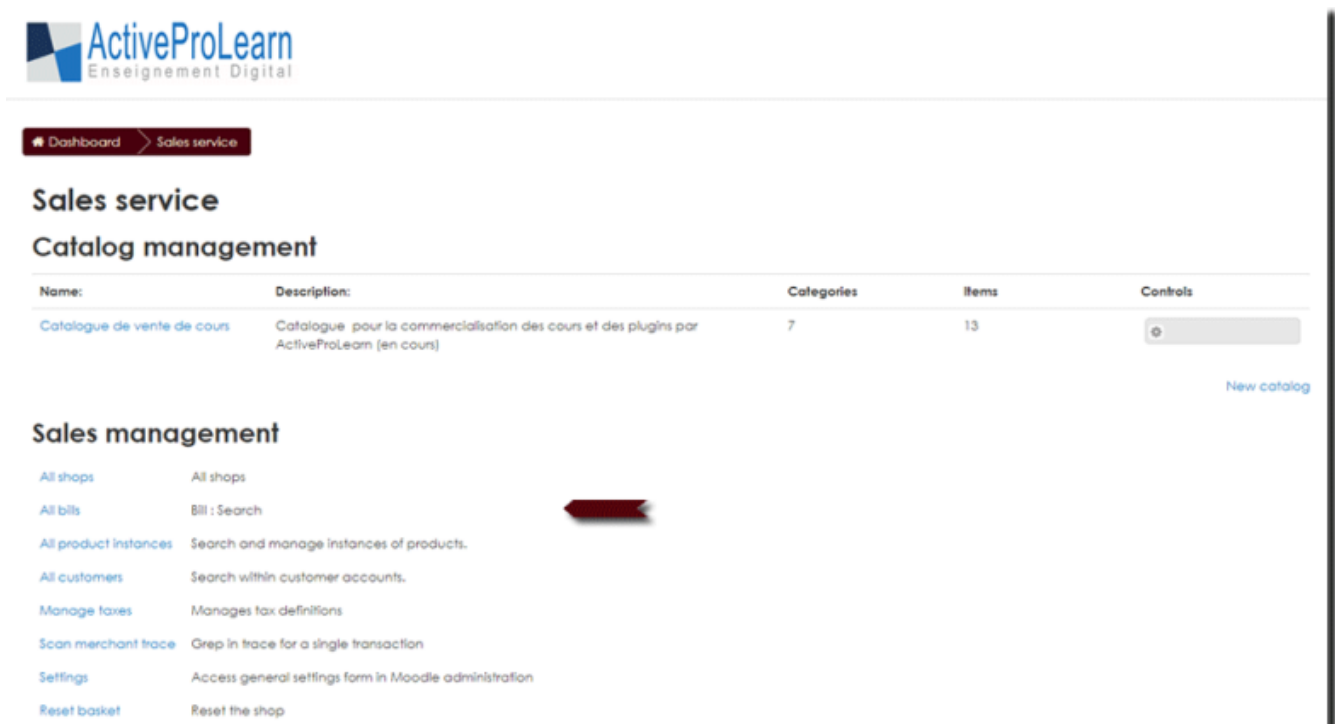 ActiveProLearn
Enseignement Digital
Dashboard Sales service
Sales service
Catalog management
Name: Description: Categories Items Controls
Catalogue de vente de cours Catalogue pour la commercialisation des cours et des plugins par 7 13
ActiveProLearn (en cours)
New catalog
Sales management
All shops All shops
All bills Bill : Search
All product instances Search and manage instances of products.
All customers Search within customer accounts.
Manage taxes Manages tax definitions
Scan merchant trace Grep in trace for a single transaction
Settings Access general settings form in Moodle administration
Reset basket Reset the shop